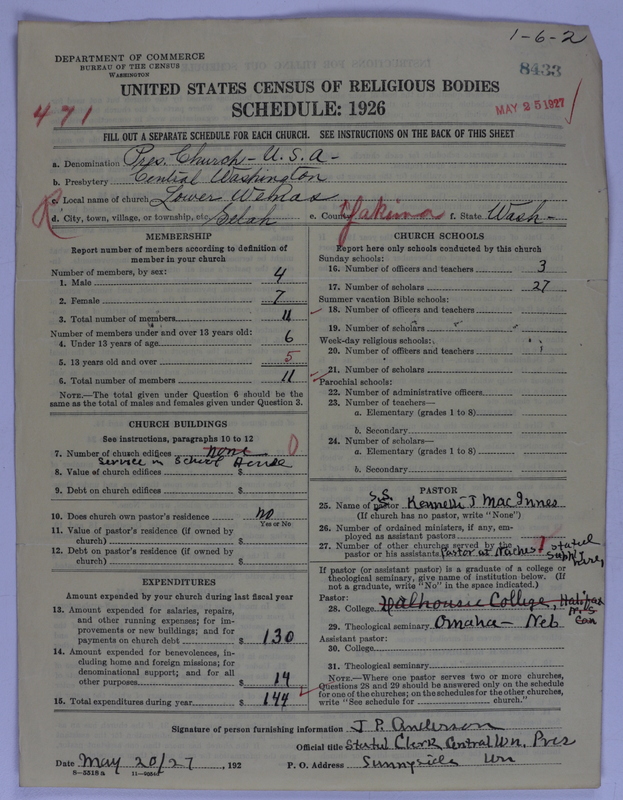 1-6-2
DEPARTMENT OF COMMERCE
BUREAU OF THE CENSUS
WASHINGTON
8433
UNITED STATES CENSUS OF RELIGIOUS BODIES
471
SCHEDULE: 1926
MAY 25 1927
FILL OUT A SEPARATE SCHEDULE FOR EACH CHURCH. SEE INSTRUCTIONS ON THE BACK OF THIS SHEET
a. Denomination Pres. Church - U.S.A -
b. Presbytery Central Washington
c. Local name of church Lower Wenas
d. City, town, village, or township, etc. Selah e. County Yakima f. State Wash -
MEMBERSHIP
Report number of members according to definition of
member in your church
Number of members, by sex:
1. Male 4
2. Female 7
3. Total number of members 11
Number of members under and over 13 years old:
4. Under 13 years of age 6
5. 13 years old and over 5
6. Total number of members 11
NOTE.—The total given under Question 6 should be
the same as the total of males and females given under Question 3.
CHURCH BUILDINGS
See instructions, paragraphs 10 to 12
7. Number of church edifices none 0
Service in School House
8. Value of church edifices $
9. Debt on church edifices $
10. Does church own pastor's residence no
Yes or No
11. Value of pastor's residence (if owned by
church) $
12. Debt on pastor's residence (if owned by
church) $
EXPENDITURES
Amount expended by your church during last fiscal year
13. Amount expended for salaries, repairs,
and other running expenses; for im-
provements or new buildings; and for
payments on church debt $ 130
14. Amount expended for benevolences, in-
cluding home and foreign missions; for
denominational support; and for all
other purposes $ 14
15. Total expenditures during year $ 144
CHURCH SCHOOLS
Report here only schools conducted by this church
Sunday schools:
16. Number of officers and teachers 3
17. Number of scholars 27
Summer vacation Bible schools:
18. Number of officers and teachers
19. Number of scholars
Week-day religious schools:
20. Number of officers and teachers
21. Number of scholars
Parochial schools:
22. Number of administrative officers
23. Number of teachers—
a. Elementary (grades 1 to 8)
b. Secondary
24. Number of scholars—
a. Elementary (grades 1 to 8)
b. Secondary
PASTOR
S.S.
25. Name of pastor Kenneth J MacInnes
(If church has no pastor, write "None")
26. Number of ordained ministers, if any, em-
ployed as assistant pastors
27. Number of other churches served by the 1
pastor or his assistants Pastor at Naches - stated supply here,
If pastor (or assistant pastor) is a graduate of a college or
theological seminary, give name of institution below. (If
not a graduate, write "No" in the space indicated.)
Pastor:
28. College Dalhousie College, Halifax N.S Can
29. Theological seminary Omaha - Neb
Assistant pastor:
30. College
31. Theological seminary
NOTE.—Where one pastor serves two or more churches,
Questions 28 and 29 should be answered only on the schedule
for one of the churches; on the schedules for the other churches,
write "See schedule for church."
Signature of person furnishing information J P. Anderson
Official title Stated Clerk Central Wn. Pres
Date May 20/27, 192 P. O. Address Sunnyside Wn
8-5518 a